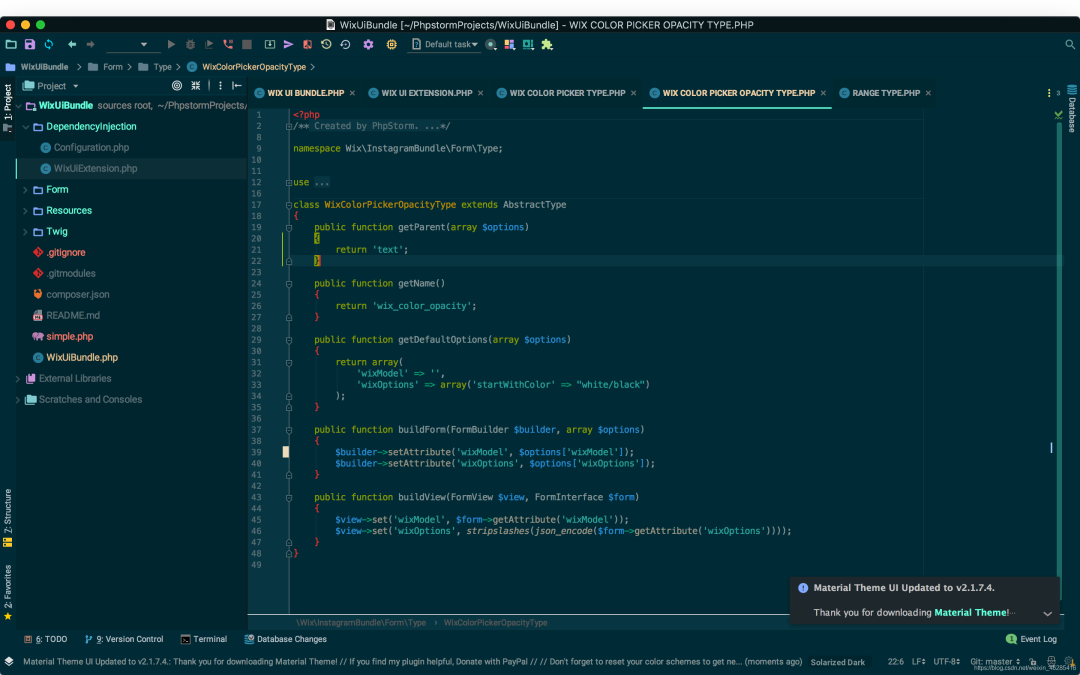 WixUiBundle [~/PhpstormProjects/WixUiBundle] - WIX COLOR PICKER OPACITY TYPE.PHP
Default task
WixUIBundle > Form > Type > WixColorPickerOpacityType
Project
WIX UI BUNDLE.PHP × WIX UI EXTENSION.PHP × WIX COLOR PICKER TYPE.PHP × WIX COLOR PICKER OPACITY TYPE.PHP × RANGE TYPE.PHP × 3
1: Project
Database
WixUiBundle sources root, ~/PhpstormProjects/
DependencyInjection
Configuration.php
WixUiExtension.php
Form
Resources
Twig
.gitignore
.gitmodules
composer.json
README.md
simple.php
WixUiBundle.php
External Libraries
Scratches and Consoles
7: Structure
2: Favorites
1 <?php
2 /** Created by PhpStorm. ...*/
8
9 namespace Wix\InstagramBundle\Form\Type;
10
11
12 use ...
16
17 class WixColorPickerOpacityType extends AbstractType
18 {
19 public function getParent(array $options)
20 {
21 return 'text';
22 }
23
24 public function getName()
25 {
26 return 'wix_color_opacity';
27 }
28
29 public function getDefaultOptions(array $options)
30 {
31 return array(
32 'wixModel' => '',
33 'wixOptions' => array('startWithColor' => "white/black")
34 );
35 }
36
37 public function buildForm(FormBuilder $builder, array $options)
38 {
39 $builder->setAttribute('wixModel', $options['wixModel']);
40 $builder->setAttribute('wixOptions', $options['wixOptions']);
41 }
42
43 public function buildView(FormView $view, FormInterface $form)
44 {
45 $view->set('wixModel', $form->getAttribute('wixModel'));
46 $view->set('wixOptions', stripslashes(json_encode($form->getAttribute('wixOptions'))));
47 }
48 }
49
Material Theme UI Updated to v2.1.7.4.
Thank you for downloading Material Theme!...
\Wix\InstagramBundle\Form\Type > WixColorPickerOpacityType
6: TODO 9: Version Control Terminal Database Changes 1 Event Log
Material Theme UI Updated to v2.1.7.4.: Thank you for downloading Material Theme! // If you find my plugin helpful, Donate with PayPal // // Don't forget to reset your color schemes to get ne... (moments ago) Solarized Dark 22:6 LF UTF-8 Git: master